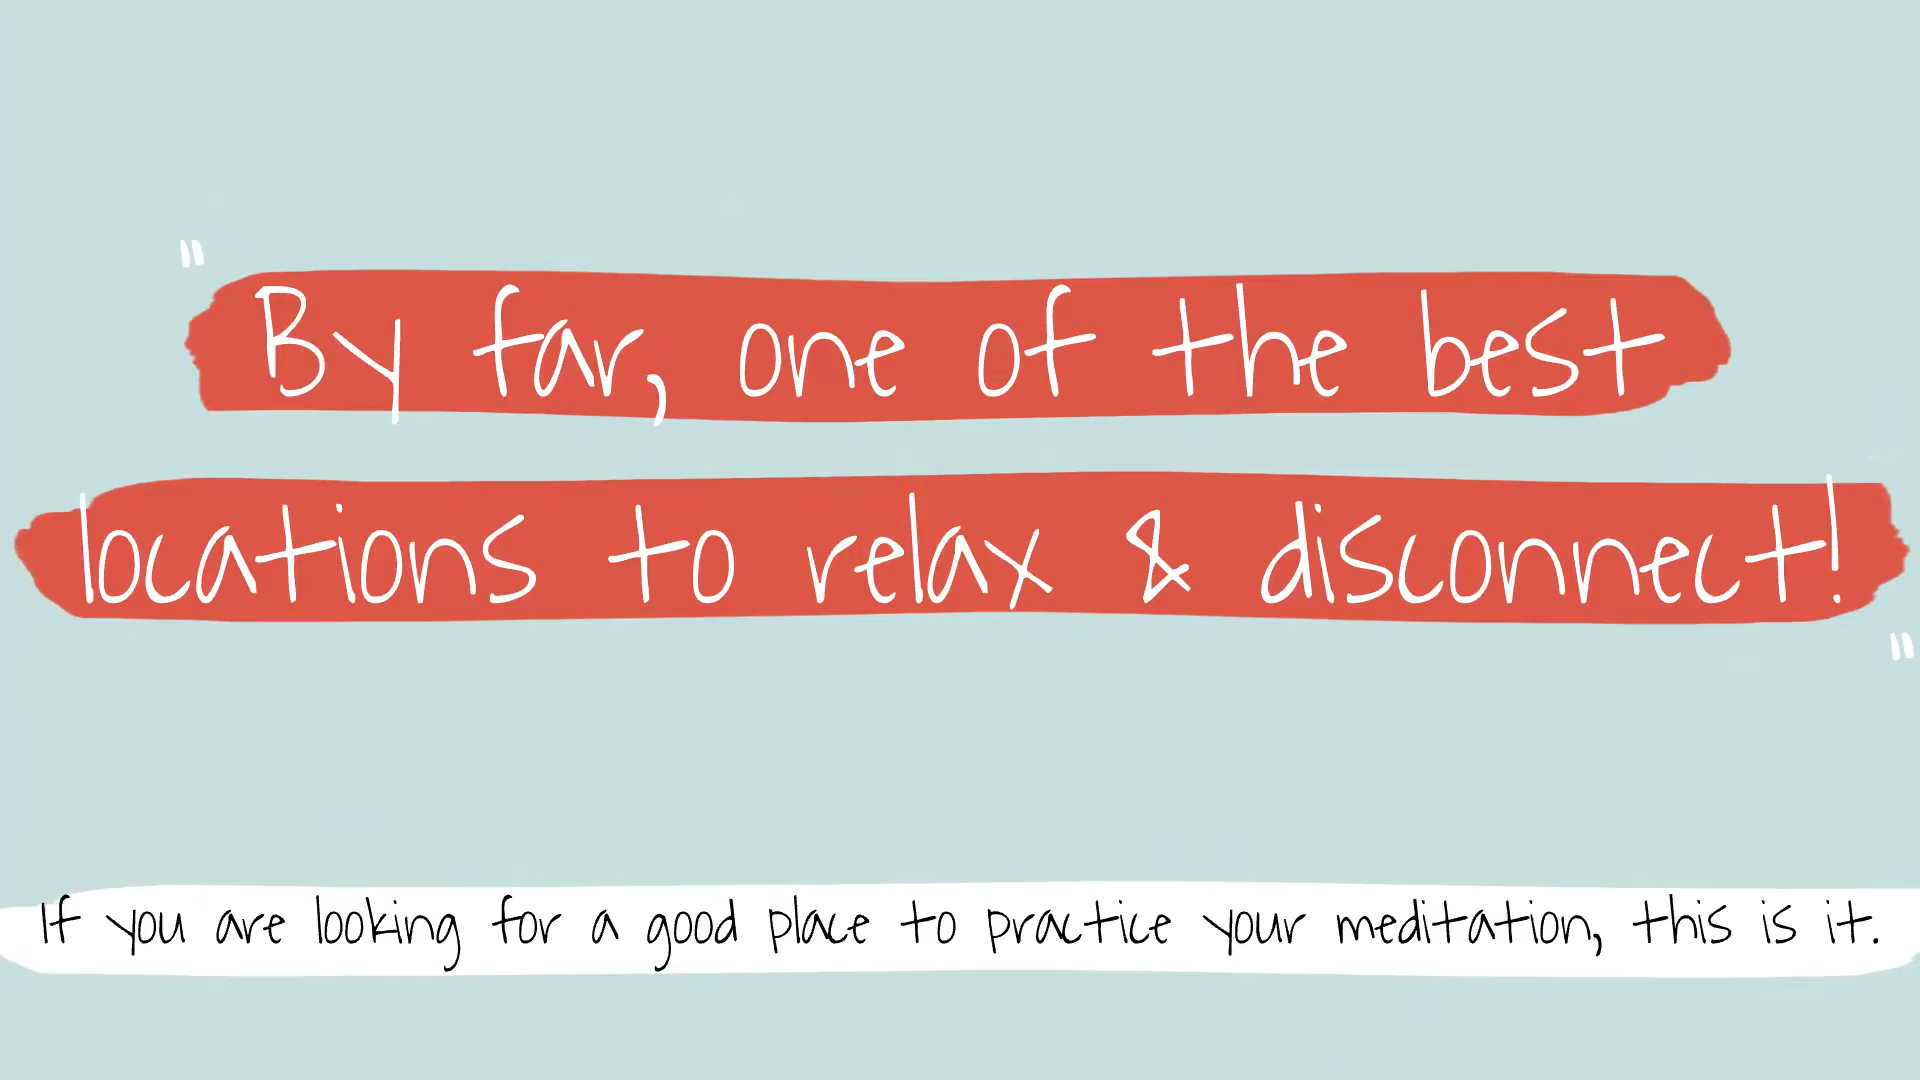 "
By far, one of the best
locations to relax & disconnect!
"
If you are looking for a good place to practice your meditation, this is it.